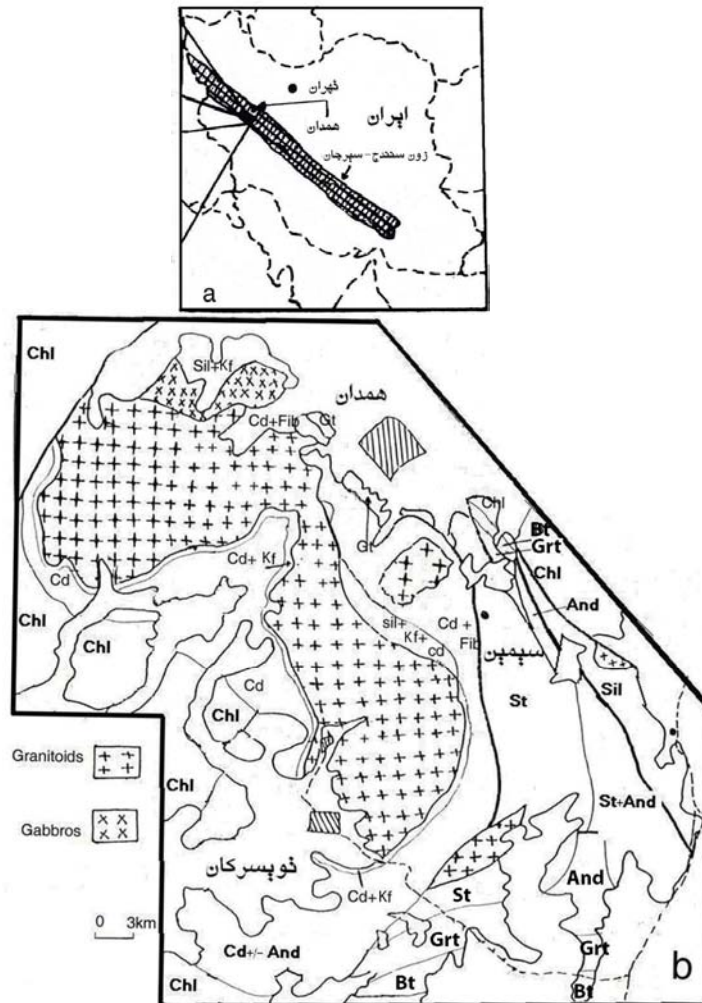 تهران
همدان
ایران
زون سنندج - سیرجان
a
Chl
Sil+Kf
همدان
Cd+Fib
Gt
Chl
Bt
Grt
Gt
Chl
Cd+ Kf
Cd
And
Chl
Chl
sil+
Kf+
cd
Cd +
Fib
سیمین
Sil
Cd
St
Chl
Granitoids
Chl
St+And
Gabbros
تویسرکان
And
Cd+Kf
St
0 3km
Grt
Grt
Cd+/- And
b
Chl
Bt
Bt